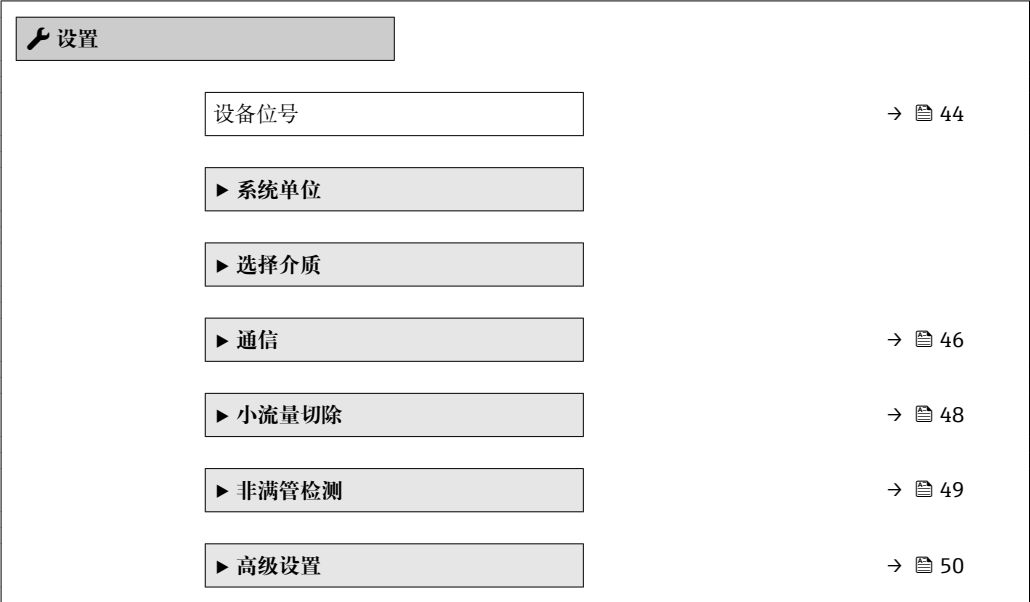 设置
设备位号 → 44
▶ 系统单位
▶ 选择介质
▶ 通信 → 46
▶ 小流量切除 → 48
▶ 非满管检测 → 49
▶ 高级设置 → 50